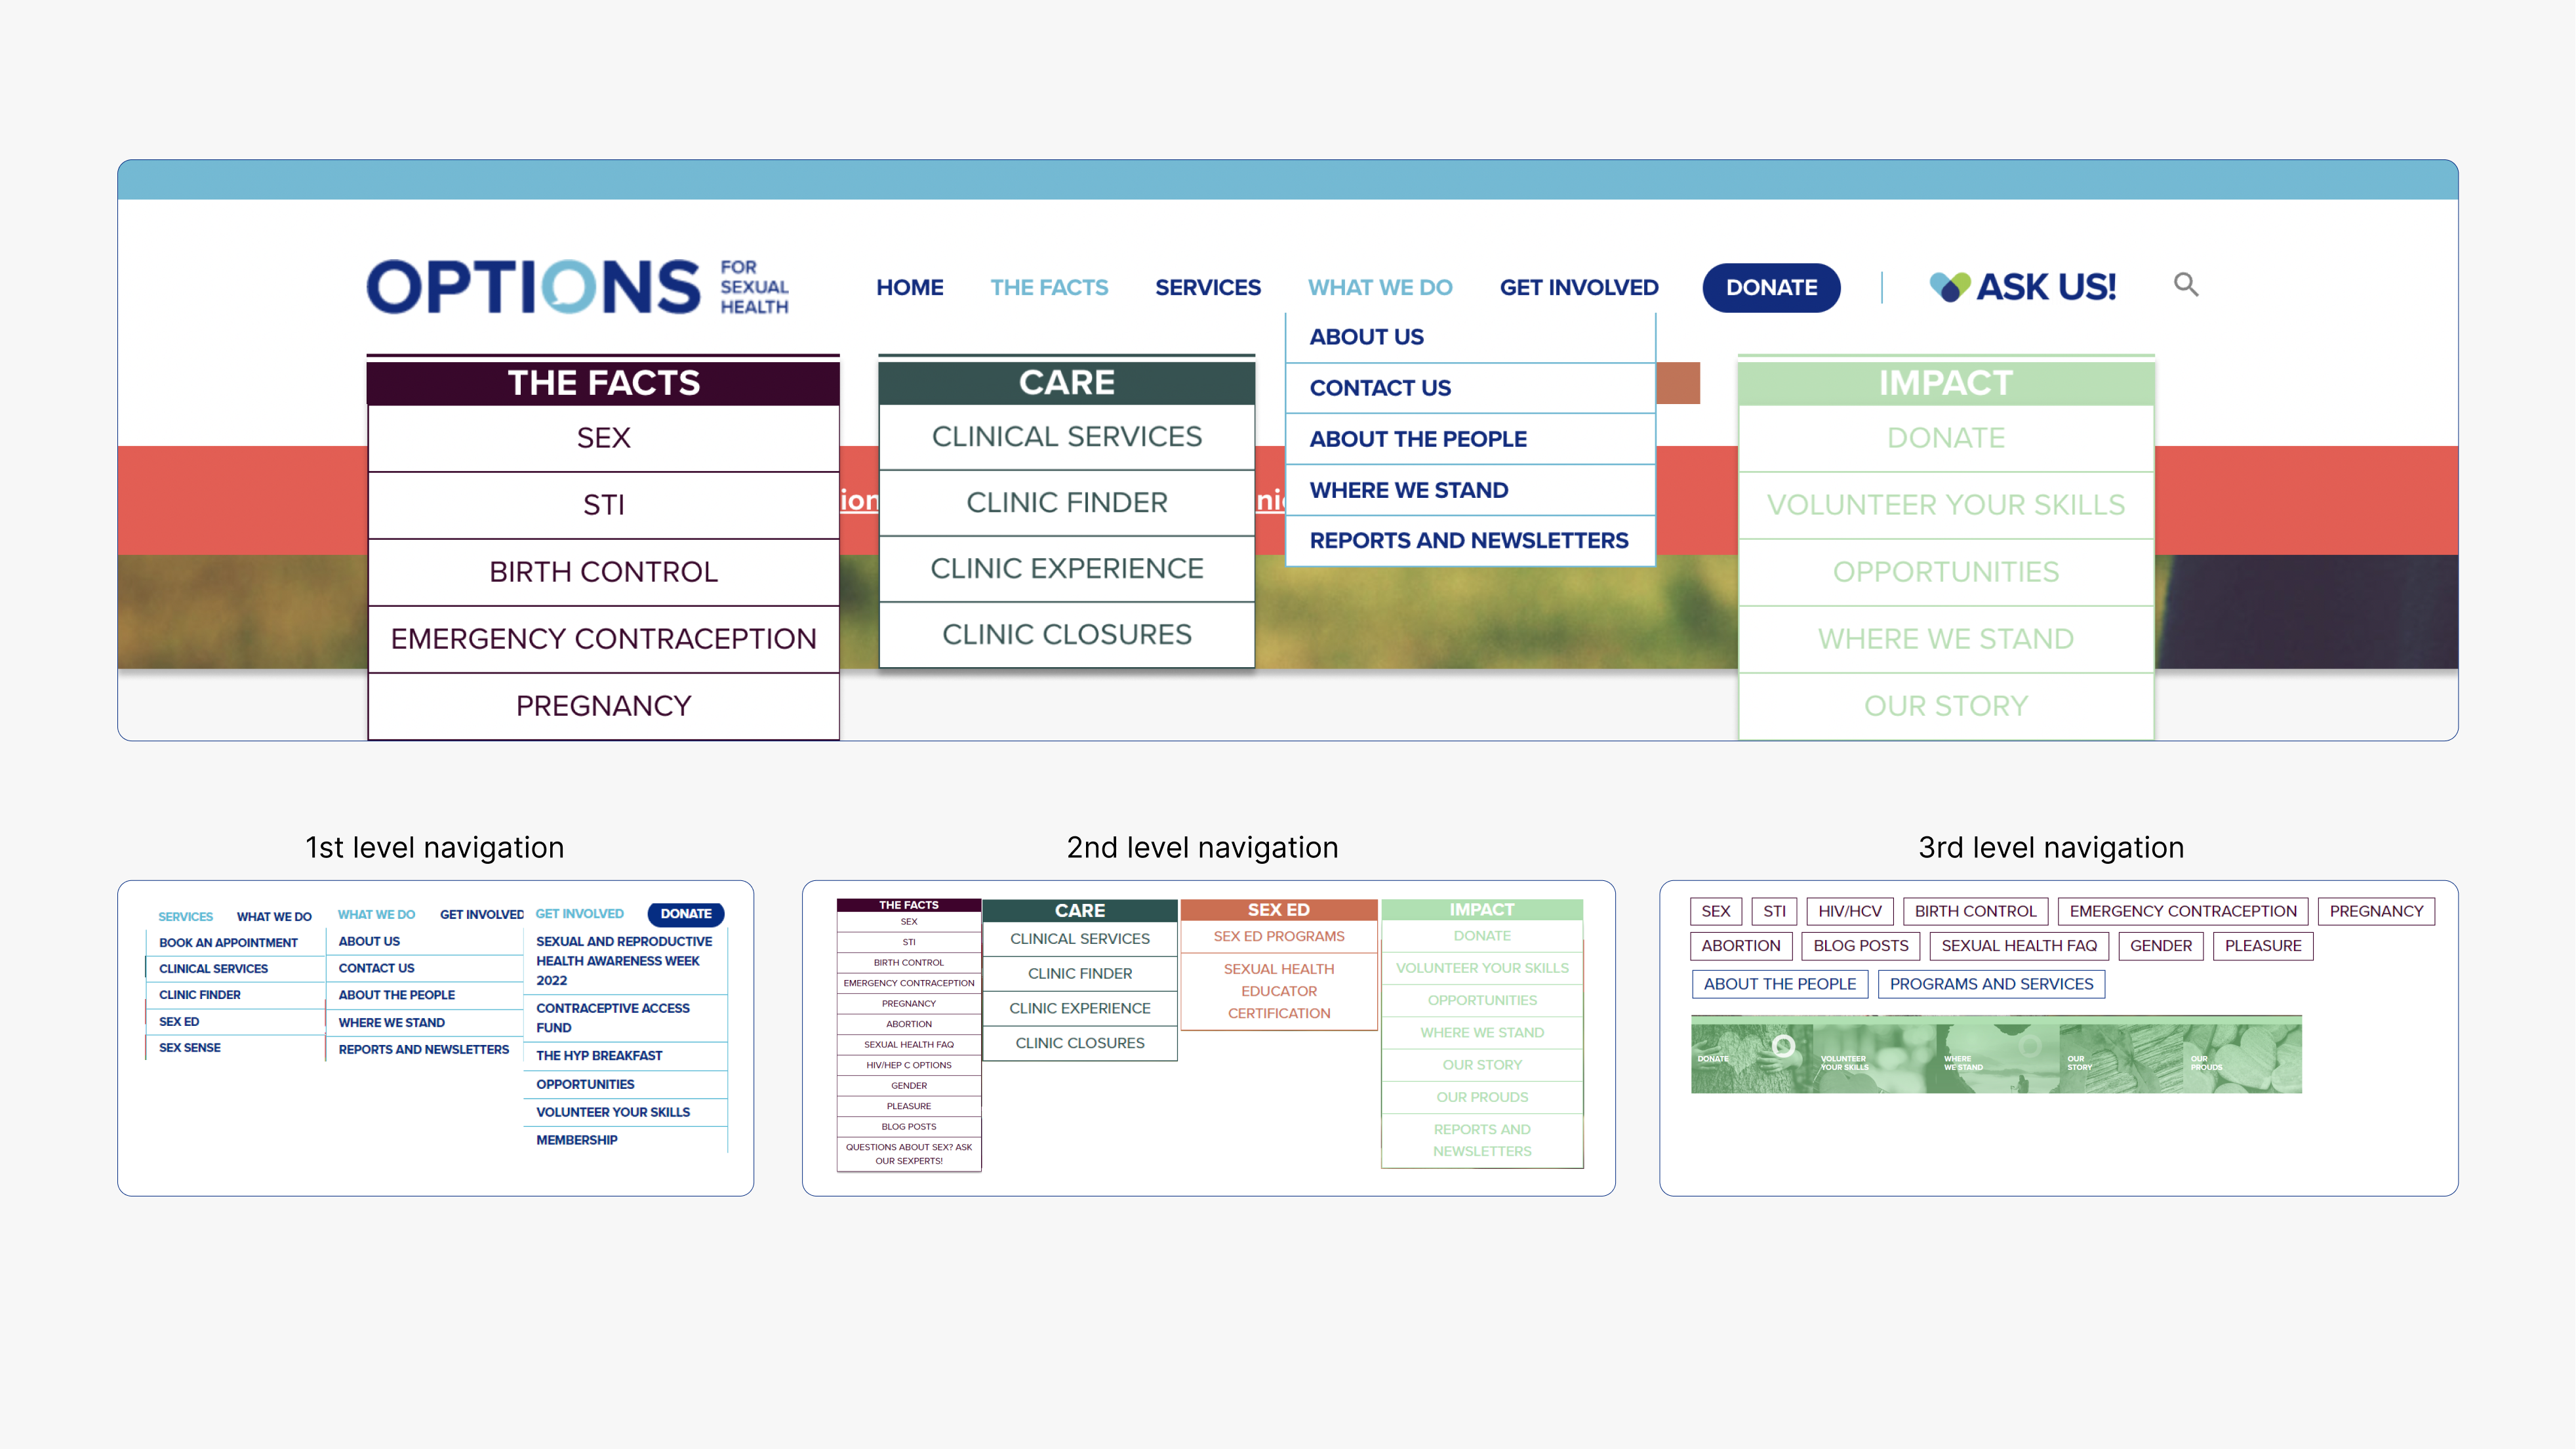 OPTIONS FOR SEXUAL HEALTH
HOME THE FACTS SERVICES WHAT WE DO GET INVOLVED DONATE ASK US!
THE FACTS
SEX
STI
BIRTH CONTROL
EMERGENCY CONTRACEPTION
PREGNANCY
CARE
CLINICAL SERVICES
CLINIC FINDER
CLINIC EXPERIENCE
CLINIC CLOSURES
ABOUT US
CONTACT US
ABOUT THE PEOPLE
WHERE WE STAND
REPORTS AND NEWSLETTERS
IMPACT
DONATE
VOLUNTEER YOUR SKILLS
OPPORTUNITIES
WHERE WE STAND
OUR STORY
1st level navigation
SERVICES WHAT WE DO
BOOK AN APPOINTMENT
CLINICAL SERVICES
CLINIC FINDER
SEX ED
SEX SENSE
WHAT WE DO GET INVOLVED
ABOUT US
CONTACT US
ABOUT THE PEOPLE
WHERE WE STAND
REPORTS AND NEWSLETTERS
GET INVOLVED DONATE
SEXUAL AND REPRODUCTIVE
HEALTH AWARENESS WEEK
2022
CONTRACEPTIVE ACCESS
FUND
THE HYP BREAKFAST
OPPORTUNITIES
VOLUNTEER YOUR SKILLS
MEMBERSHIP
2nd level navigation
THE FACTS
SEX
STI
BIRTH CONTROL
EMERGENCY CONTRACEPTION
PREGNANCY
ABORTION
SEXUAL HEALTH FAQ
HIV/HEP C OPTIONS
GENDER
PLEASURE
BLOG POSTS
QUESTIONS ABOUT SEX? ASK
OUR SEXPERTS!
CARE
CLINICAL SERVICES
CLINIC FINDER
CLINIC EXPERIENCE
CLINIC CLOSURES
SEX ED
SEX ED PROGRAMS
SEXUAL HEALTH
EDUCATOR
CERTIFICATION
IMPACT
DONATE
VOLUNTEER YOUR SKILLS
OPPORTUNITIES
WHERE WE STAND
OUR STORY
OUR PROUDS
REPORTS AND
NEWSLETTERS
3rd level navigation
SEX STI HIV/HCV BIRTH CONTROL EMERGENCY CONTRACEPTION PREGNANCY
ABORTION BLOG POSTS SEXUAL HEALTH FAQ GENDER PLEASURE
ABOUT THE PEOPLE PROGRAMS AND SERVICES
DONATE
VOLUNTEER
YOUR SKILLS
WHERE
WE STAND
OUR
STORY
OUR
PROUDS